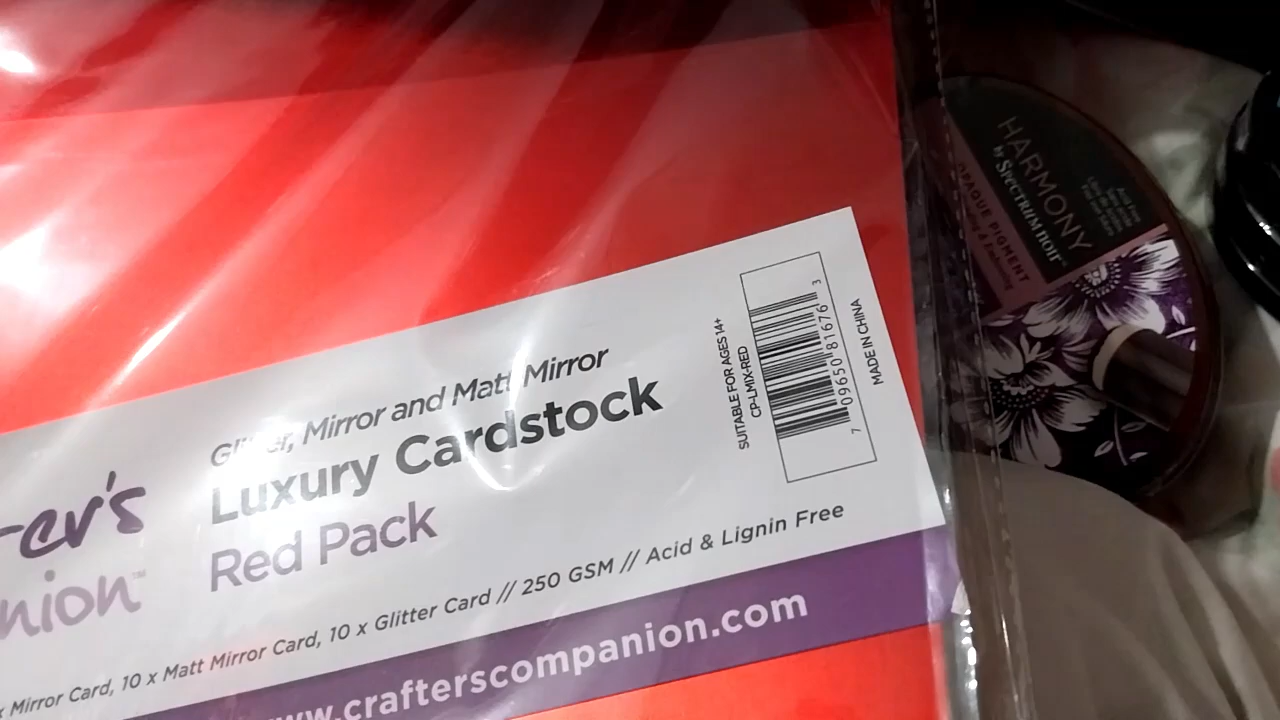 Glitter, Mirror and Matt Mirror
Luxury Cardstock
Red Pack
er's
nion™
x Mirror Card, 10 x Matt Mirror Card, 10 x Glitter Card // 250 GSM // Acid & Lignin Free
www.crafterscompanion.com
SUITABLE FOR AGES 14+
CP-LMIX-RED
7 09650 81676 3
MADE IN CHINA
HARMONY
by SPECTRUM NOIR
OPAQUE PIGMENT